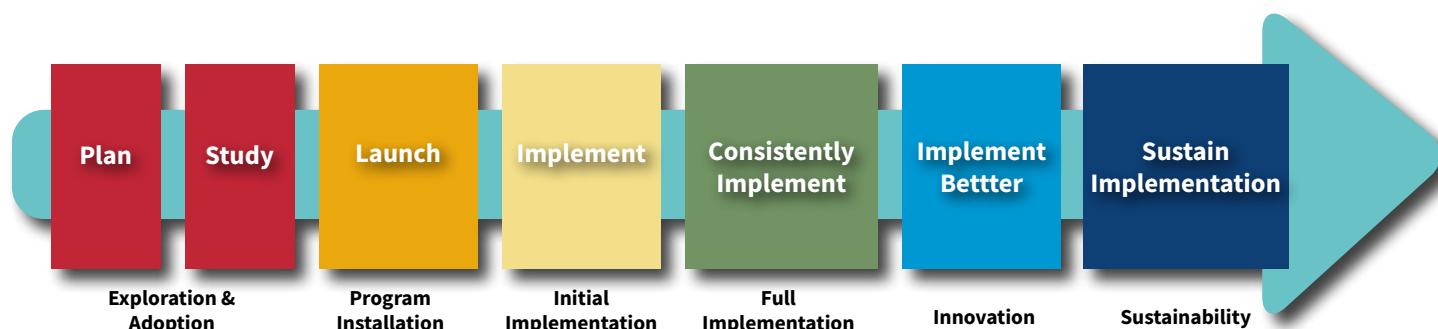 Plan
Study
Launch
Implement
Consistently
Implement
Implement
Bettter
Sustain
Implementation
Exploration &
Adoption
Program
Installation
Initial
Implementation
Full
Implementation
Innovation
Sustainability